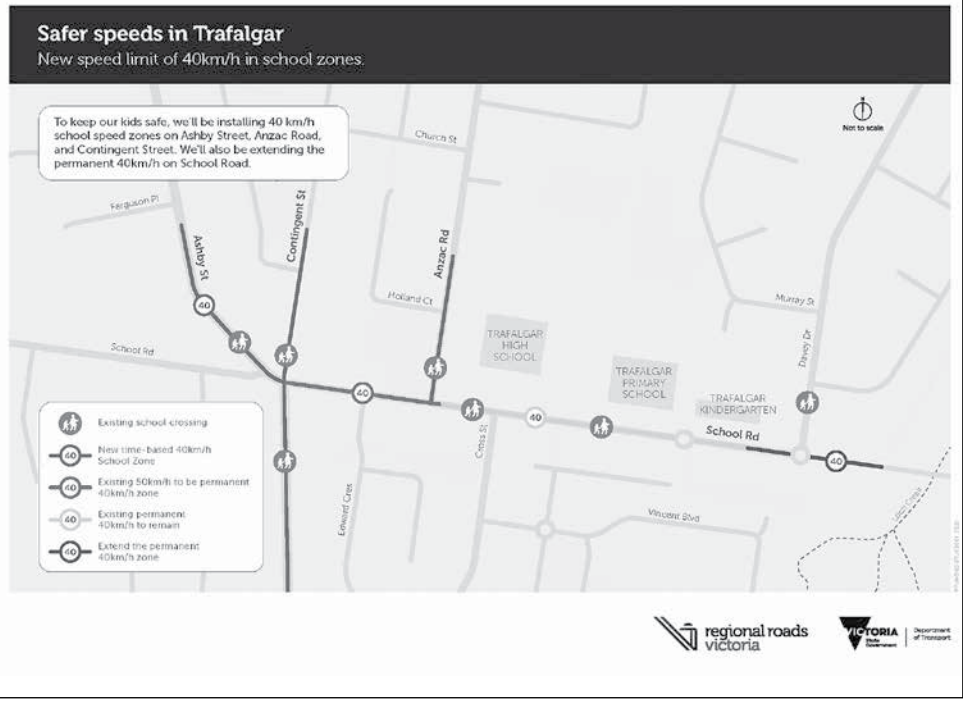 Safer speeds in Trafalgar
New speed limit of 40km/h in school zones.
To keep our kids safe, we'll be installing 40 km/h
school speed zones on Ashby Street, Anzac Road,
and Contingent Street. We'll also be extending the
permanent 40km/h on School Road.
Not to scale
Church St
Ferguson Pl
Ashby St
Contingent St
Anzac Rd
Holland Ct
Murray St
Davey Dr
School Rd
TRAFALGAR
HIGH
SCHOOL
TRAFALGAR
PRIMARY
SCHOOL
TRAFALGAR
KINDERGARTEN
School Rd
40
40
40
40
Cross St
Edward Cres
Vincent Blvd
Loch Creek
Existing school crossing
40
New time-based 40km/h
School Zone
40
Existing 50km/h to be permanent
40km/h zone
40
Existing permanent
40km/h to remain
40
Extend the permanent
40km/h zone
regional roads
victoria
VICTORIA
State
Government
Department
of Transport